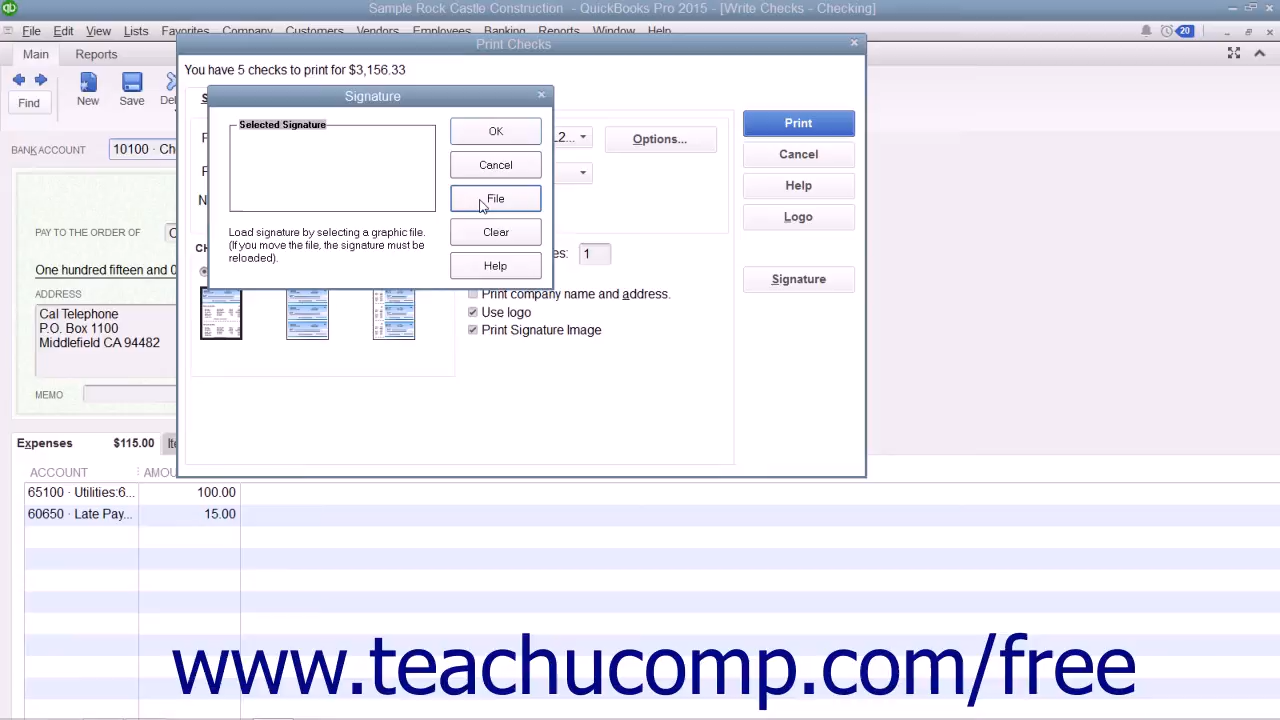 Sample Rock Castle Construction - QuickBooks Pro 2015 - [Write Checks - Checking]
File Edit View Lists Favorites Company Customers Vendors Employees Banking Reports Window Help
20
Print Checks
Main Reports
You have 5 checks to print for $3,156.33
Find
New
Save
Signature
Selected Signature
OK
Cancel
File
Clear
Help
Load signature by selecting a graphic file.
(If you move the file, the signature must be
reloaded).
Options...
Print
Cancel
Help
Logo
Signature
1
Print company name and address.
Use logo
Print Signature Image
BANK ACCOUNT 10100 ·
PAY TO THE ORDER OF
One hundred fifteen and
ADDRESS
Cal Telephone
P.O. Box 1100
Middlefield CA 94482
MEMO
Expenses $115.00
ACCOUNT
65100 · Utilities:6... 100.00
60650 · Late Pay... 15.00
www.teachucomp.com/free